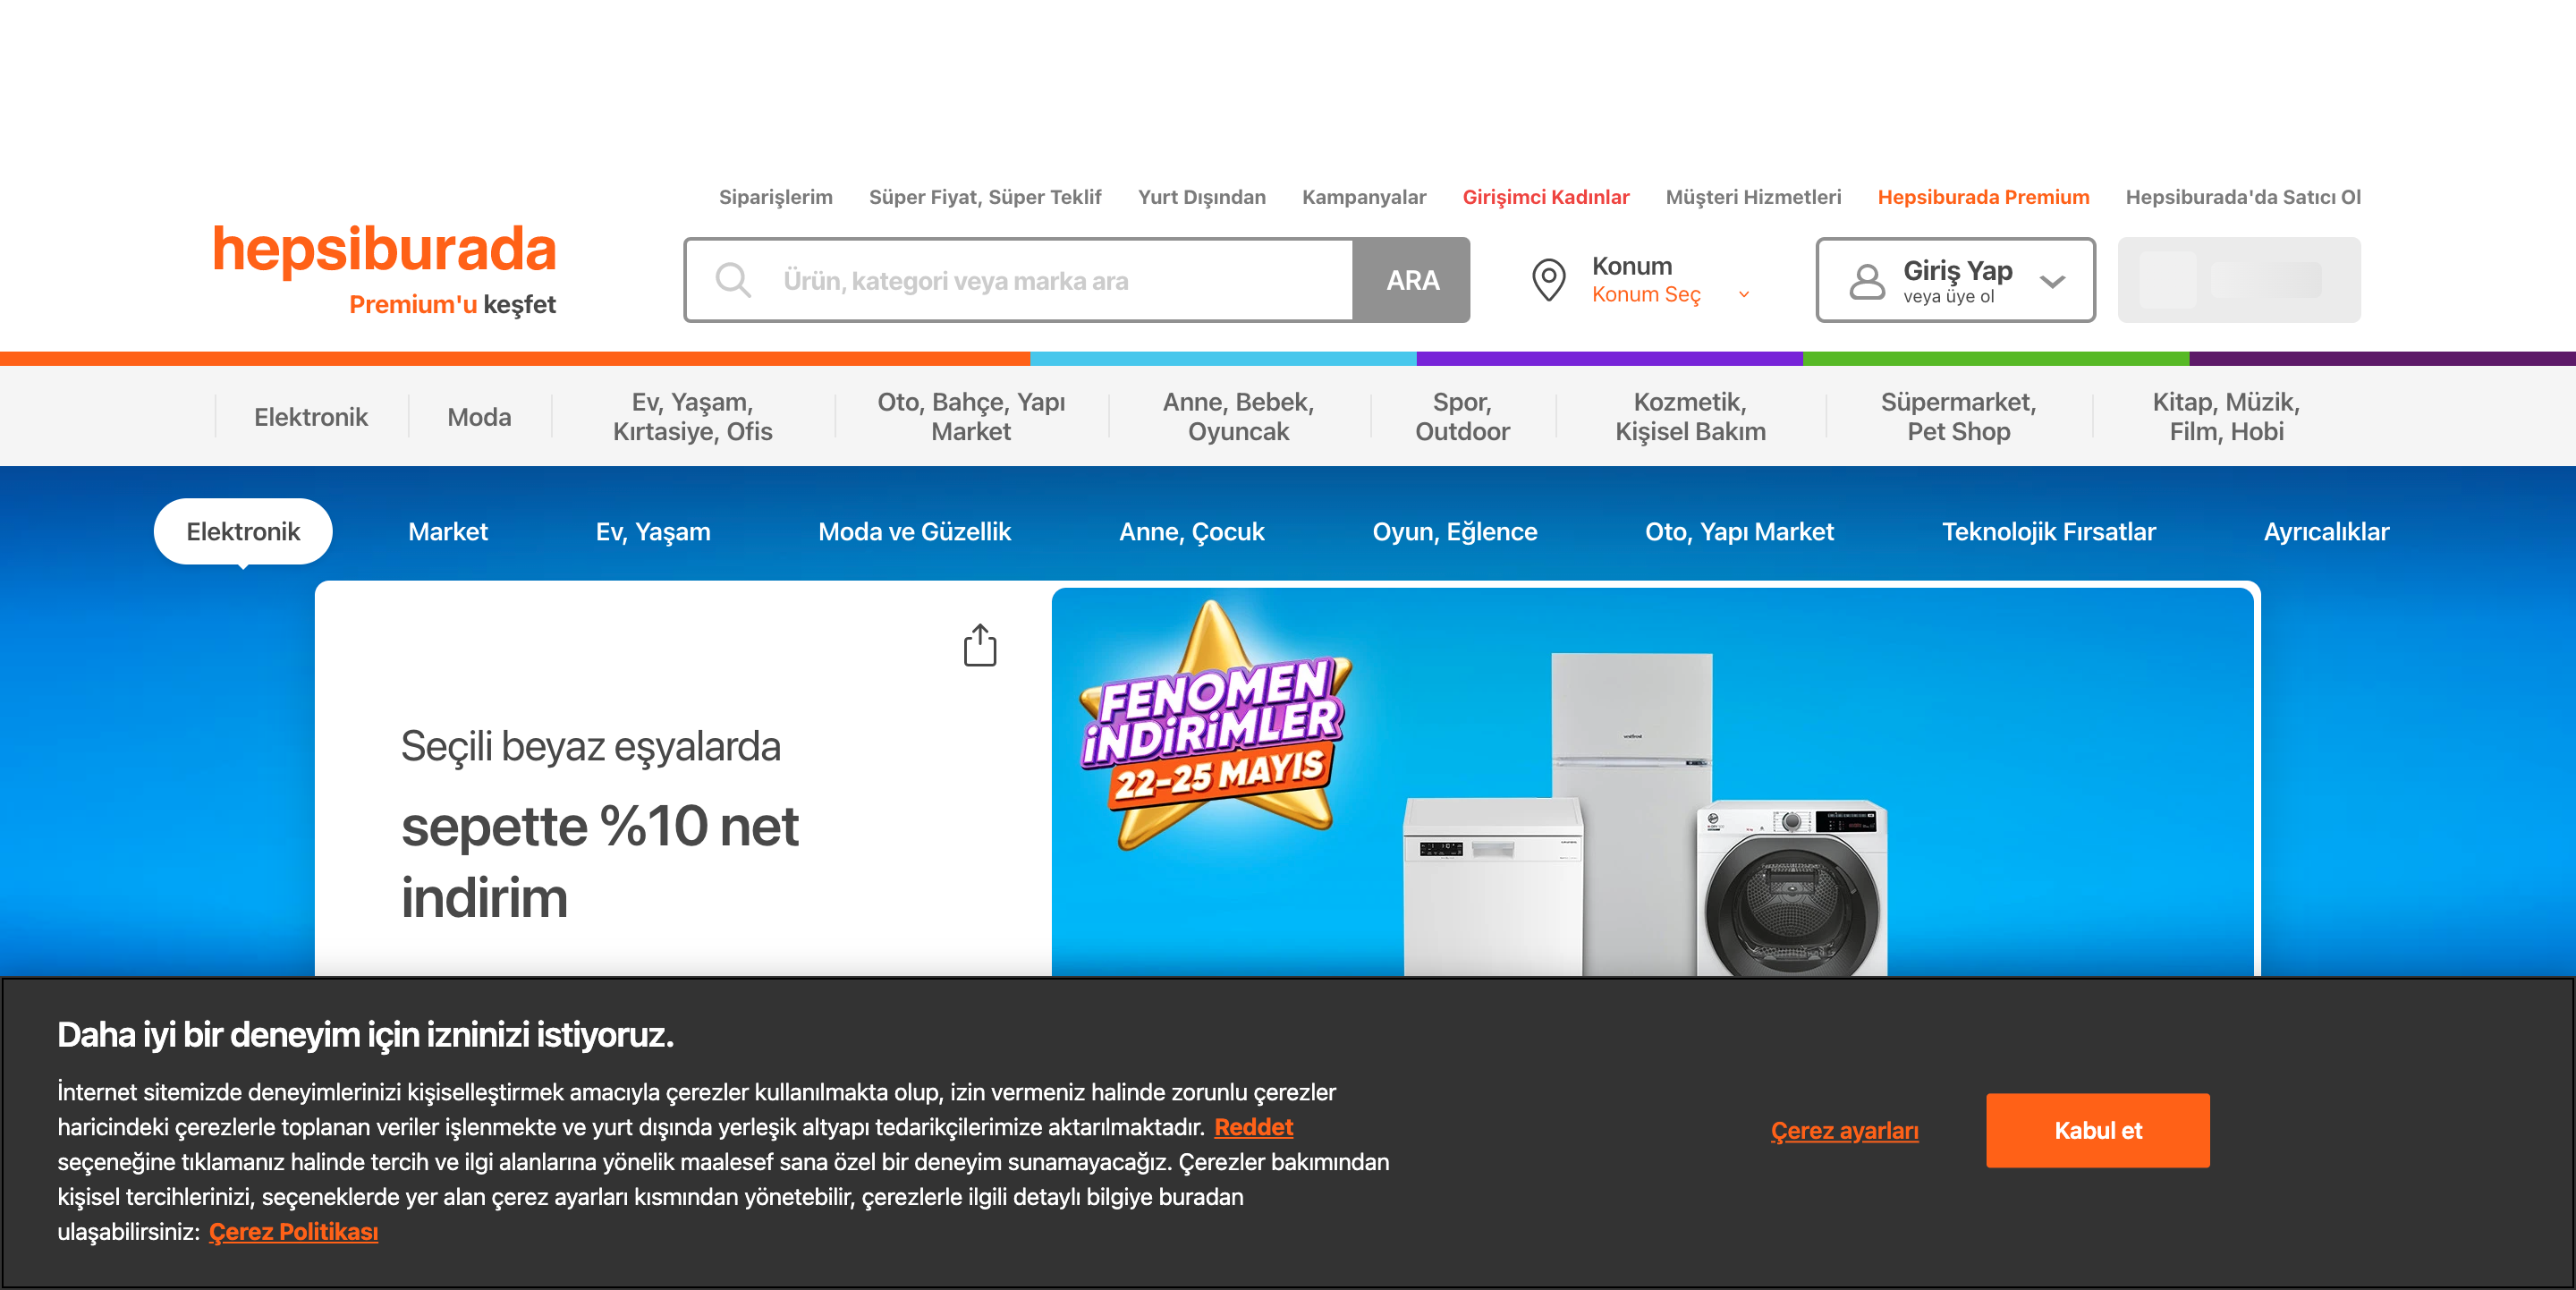 Siparişlerim Süper Fiyat, Süper Teklif Yurt Dışından Kampanyalar Girişimci Kadınlar Müşteri Hizmetleri Hepsiburada Premium Hepsiburada'da Satıcı Ol
hepsiburada
Premium'u keşfet
Ürün, kategori veya marka ara
ARA
Konum
Konum Seç
Giriş Yap
veya üye ol
Elektronik
Moda
Ev, Yaşam,
Kırtasiye, Ofis
Oto, Bahçe, Yapı
Market
Anne, Bebek,
Oyuncak
Spor,
Outdoor
Kozmetik,
Kişisel Bakım
Süpermarket,
Pet Shop
Kitap, Müzik,
Film, Hobi
Elektronik Market Ev, Yaşam Moda ve Güzellik Anne, Çocuk Oyun, Eğlence Oto, Yapı Market Teknolojik Fırsatlar Ayrıcalıklar
Seçili beyaz eşyalarda
sepette %10 net
indirim
FENOMEN
İNDİRİMLER
22-25 MAYIS
Daha iyi bir deneyim için izninizi istiyoruz.
İnternet sitemizde deneyimlerinizi kişiselleştirmek amacıyla çerezler kullanılmakta olup, izin vermeniz halinde zorunlu çerezler
haricindeki çerezlerle toplanan veriler işlenmekte ve yurt dışında yerleşik altyapı tedarikçilerimize aktarılmaktadır. Reddet
seçeneğine tıklamanız halinde tercih ve ilgi alanlarına yönelik maalesef sana özel bir deneyim sunamayacağız. Çerezler bakımından
kişisel tercihlerinizi, seçeneklerde yer alan çerez ayarları kısmından yönetebilir, çerezlerle ilgili detaylı bilgiye buradan
ulaşabilirsiniz: Çerez Politikası
Çerez ayarları
Kabul et